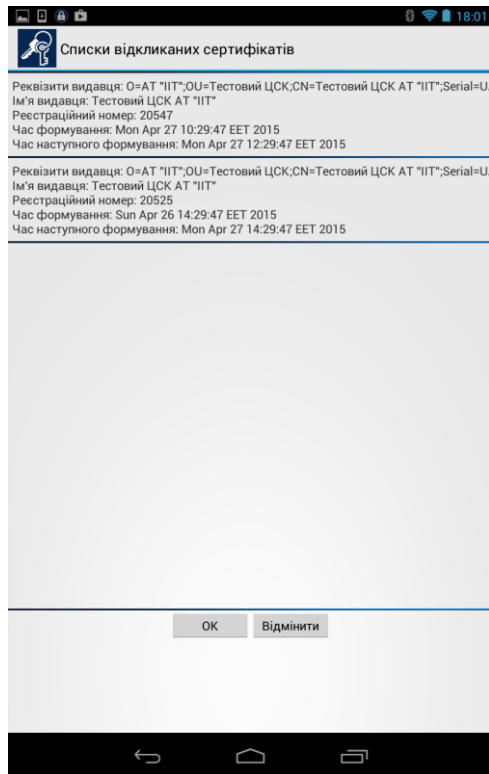 18:01
Списки відкликаних сертифікатів
Реквізити видавця: O=АТ "ІІТ";OU=Тестовий ЦСК;CN=Тестовий ЦСК АТ "ІІТ";Serial=U
Ім'я видавця: Тестовий ЦСК АТ "ІІТ"
Реєстраційний номер: 20547
Час формування: Mon Apr 27 10:29:47 EET 2015
Час наступного формування: Mon Apr 27 12:29:47 EET 2015
Реквізити видавця: O=АТ "ІІТ";OU=Тестовий ЦСК;CN=Тестовий ЦСК АТ "ІІТ";Serial=U
Ім'я видавця: Тестовий ЦСК АТ "ІІТ"
Реєстраційний номер: 20525
Час формування: Sun Apr 26 14:29:47 EET 2015
Час наступного формування: Mon Apr 27 14:29:47 EET 2015
OK Відмінити